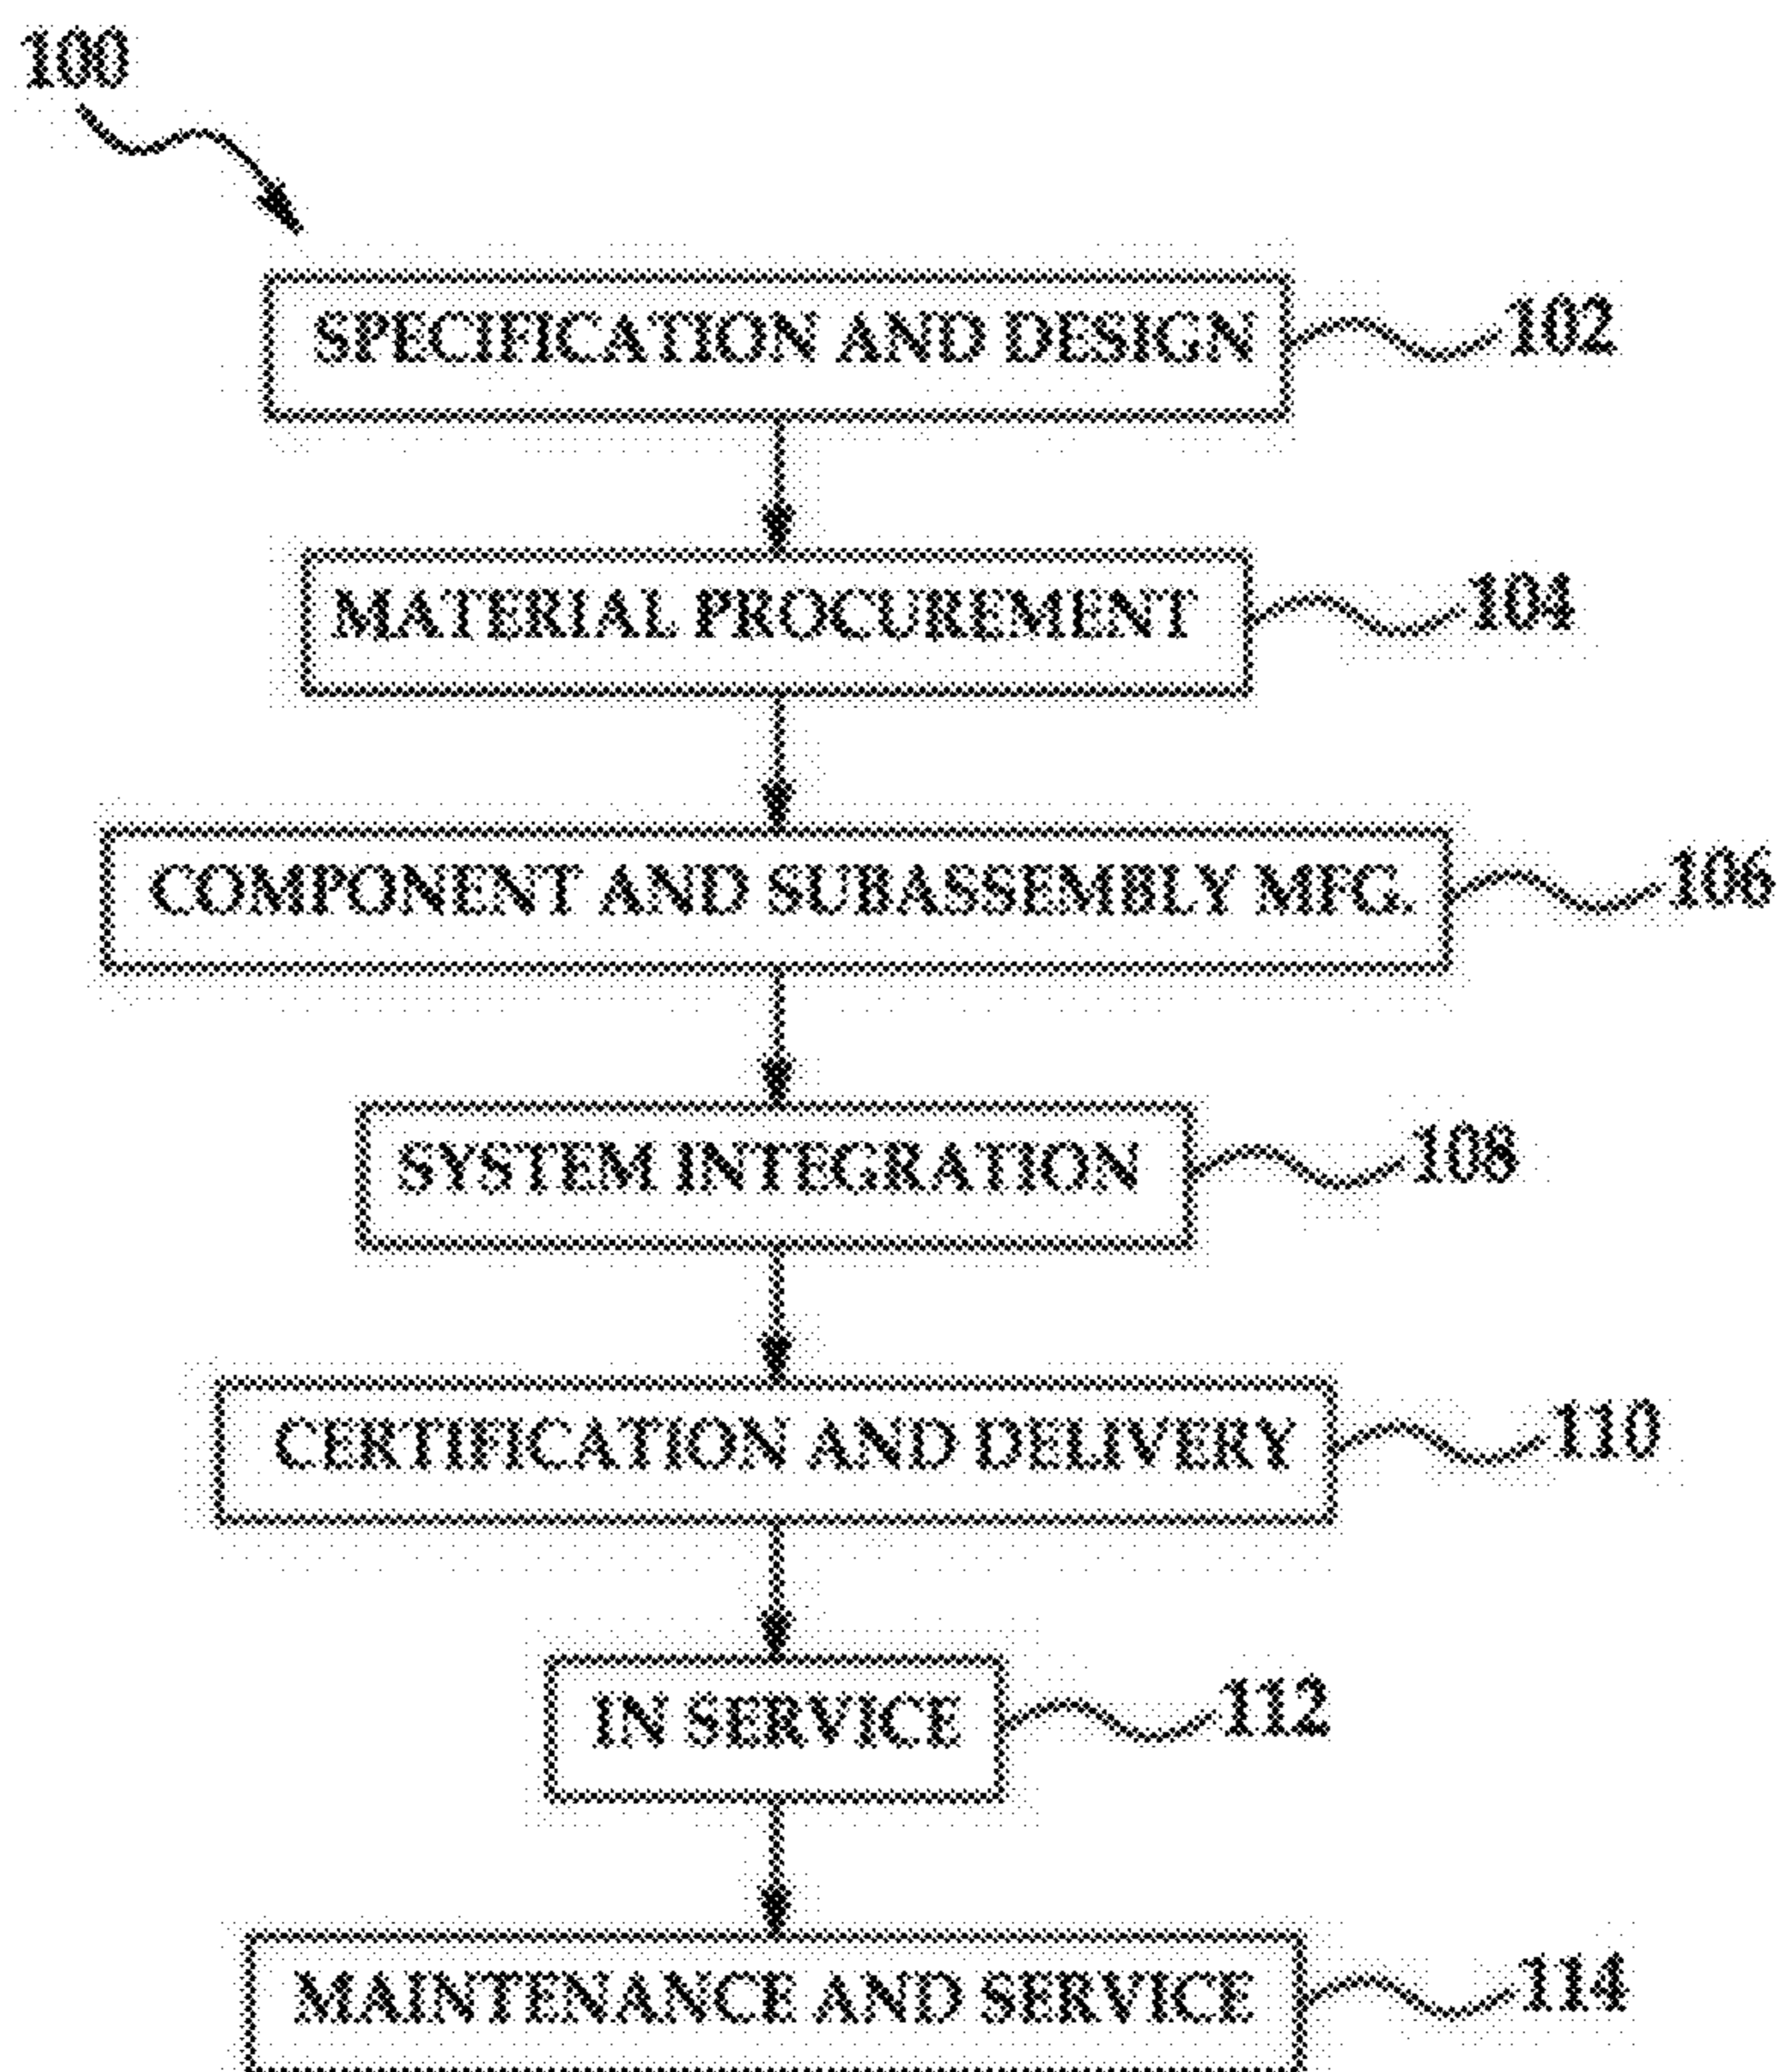 100
SPECIFICATION AND DESIGN 102
MATERIAL PROCUREMENT 104
COMPONENT AND SUBASSEMBLY MFG. 106
SYSTEM INTEGRATION 108
CERTIFICATION AND DELIVERY 110
IN SERVICE 112
MAINTENANCE AND SERVICE 114